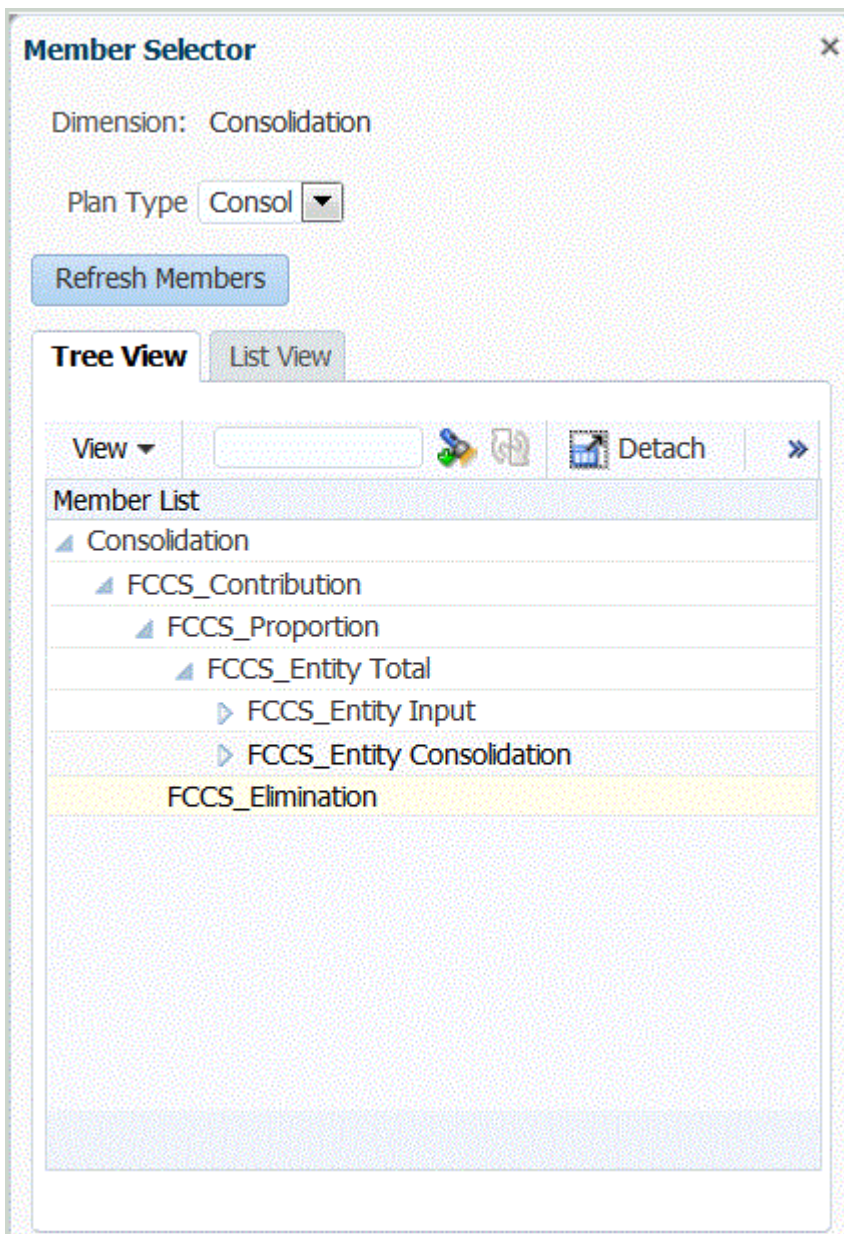 Member Selector
Dimension: Consolidation
Plan Type Consol
Refresh Members
Tree View List View
View Detach
Member List
Consolidation
FCCS_Contribution
FCCS_Proportion
FCCS_Entity Total
FCCS_Entity Input
FCCS_Entity Consolidation
FCCS_Elimination